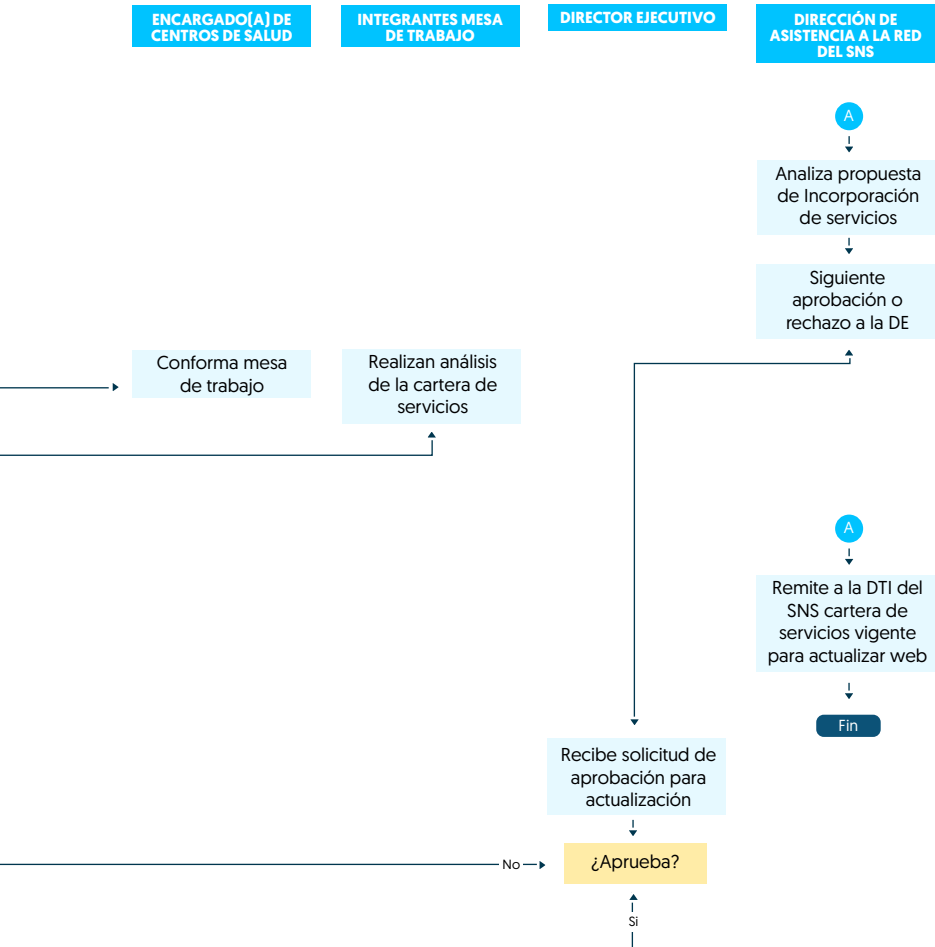 ENCARGADO(A) DE
CENTROS DE SALUD
INTEGRANTES MESA
DE TRABAJO
DIRECTOR EJECUTIVO
DIRECCIÓN DE
ASISTENCIA A LA RED
DEL SNS
A
Analiza propuesta
de Incorporación
de servicios
Siguiente
aprobación o
rechazo a la DE
Conforma mesa
de trabajo
Realizan análisis
de la cartera de
servicios
A
Remite a la DTI del
SNS cartera de
servicios vigente
para actualizar web
Fin
Recibe solicitud de
aprobación para
actualización
No
¿Aprueba?
Si